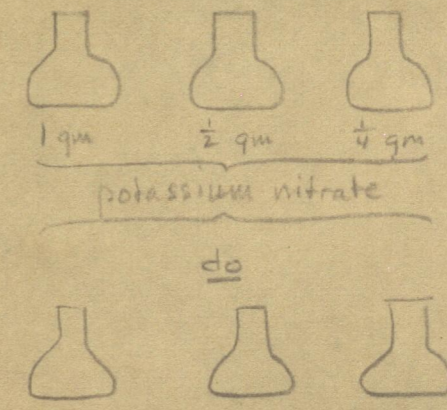 1 gm ½ gm ¼ gm
potassium nitrate
do